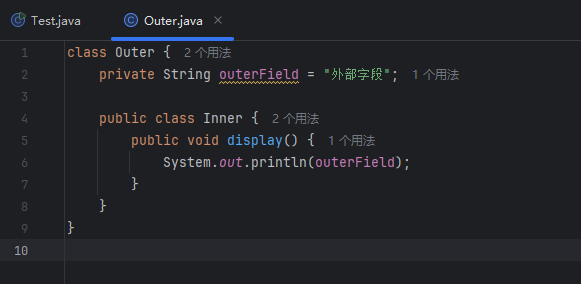 Test.java Outer.java ×
1 class Outer { 2 个用法
2 private String outerField = "外部字段"; 1 个用法
3
4 public class Inner { 2 个用法
5 public void display() { 1 个用法
6 System.out.println(outerField);
7 }
8 }
9 }
10